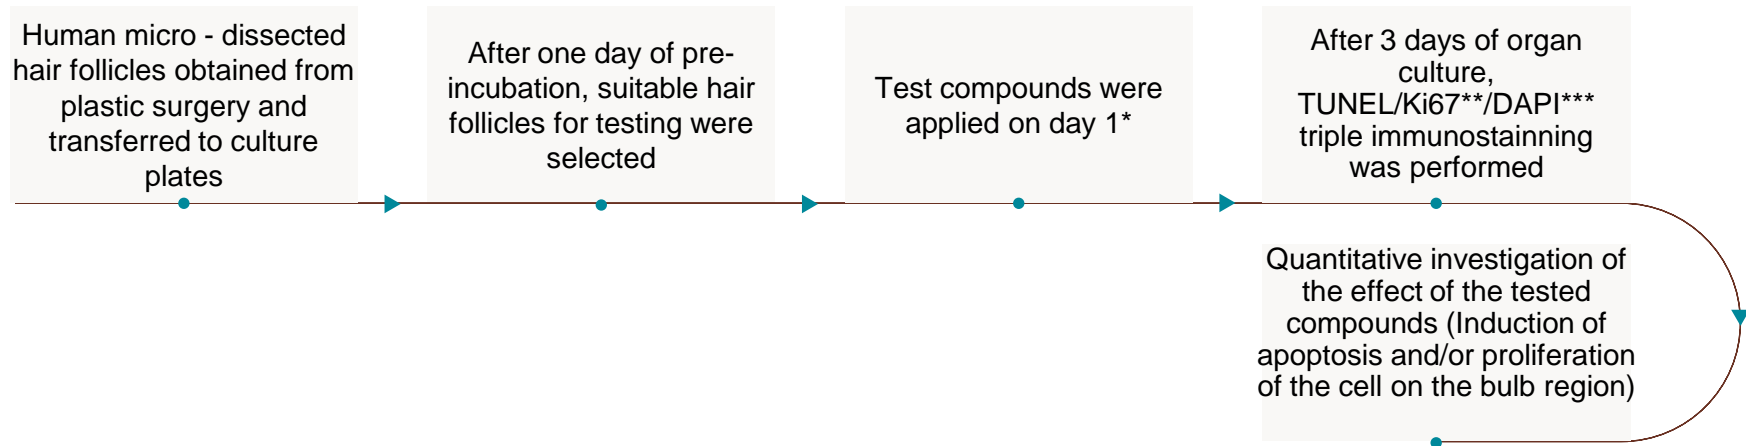 Human micro - dissected
hair follicles obtained from
plastic surgery and
transferred to culture
plates
After one day of pre-
incubation, suitable hair
follicles for testing were
selected
Test compounds were
applied on day 1*
After 3 days of organ
culture,
TUNEL/Ki67**/DAPI***
triple immunostainning
was performed
Quantitative investigation of
the effect of the tested
compounds (Induction of
apoptosis and/or proliferation
of the cell on the bulb region)